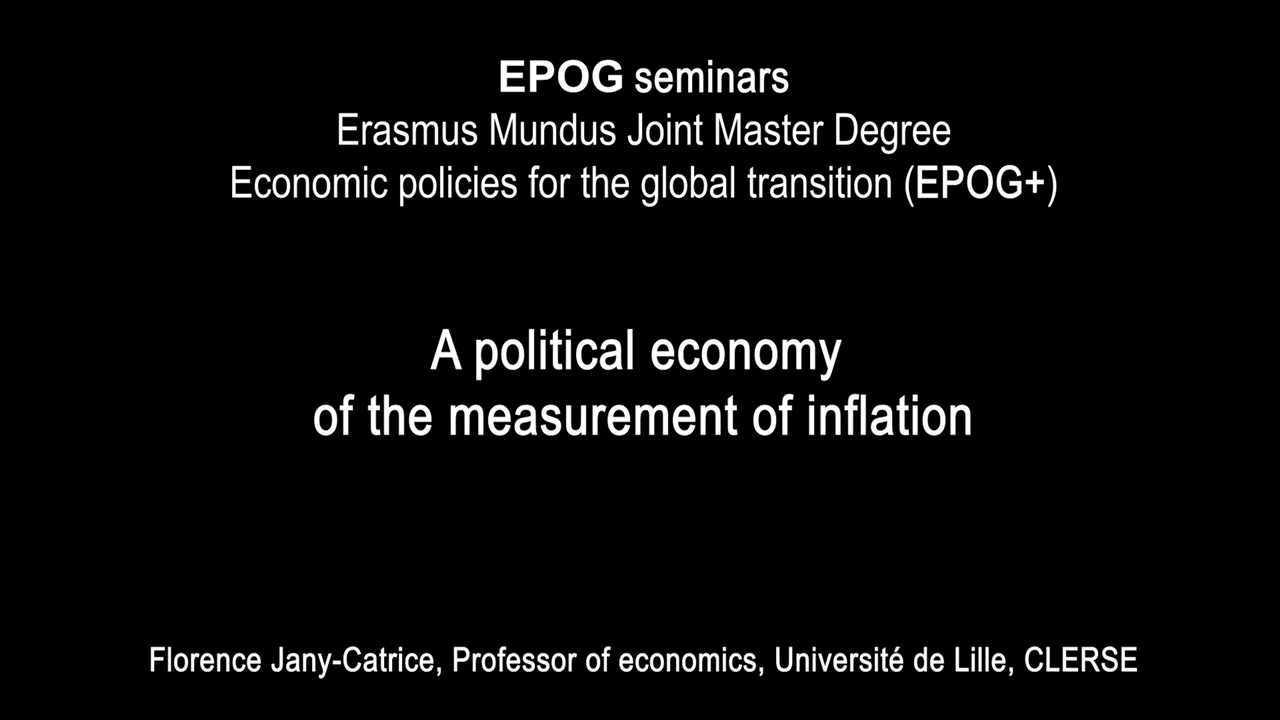 EPOG seminars
Erasmus Mundus Joint Master Degree
Economic policies for the global transition (EPOG+)
A political economy
of the measurement of inflation
Florence Jany-Catrice, Professor of economics, Université de Lille, CLERSE